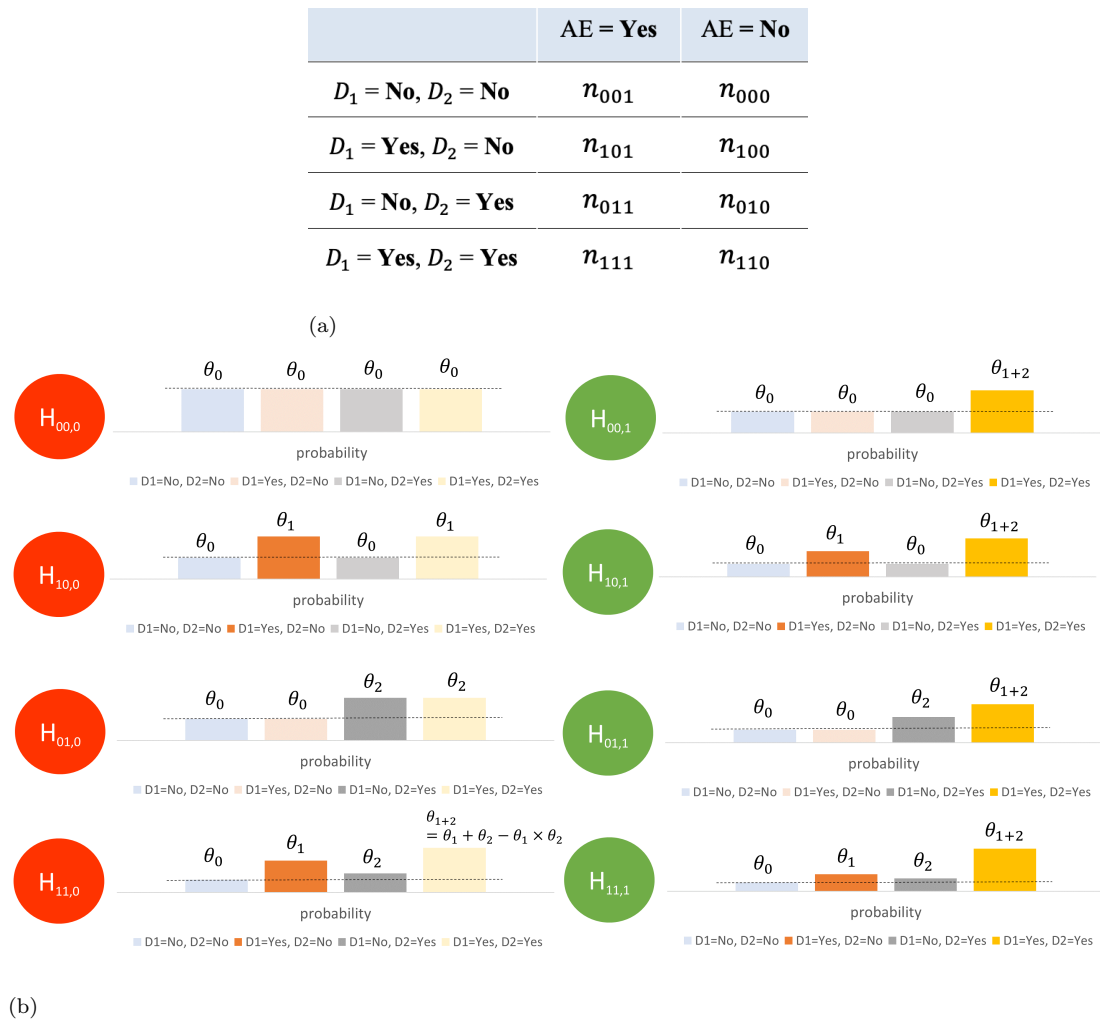 AE = Yes AE = No
D₁ = No, D₂ = No n₀₀₁ n₀₀₀
D₁ = Yes, D₂ = No n₁₀₁ n₁₀₀
D₁ = No, D₂ = Yes n₀₁₁ n₀₁₀
D₁ = Yes, D₂ = Yes n₁₁₁ n₁₁₀
(a)
H₀₀,₀
θ₀ θ₀ θ₀ θ₀
probability
D1=No, D2=No D1=Yes, D2=No D1=No, D2=Yes D1=Yes, D2=Yes
H₀₀,₁
θ₀ θ₀ θ₀ θ₁₊₂
probability
D1=No, D2=No D1=Yes, D2=No D1=No, D2=Yes D1=Yes, D2=Yes
H₁₀,₀
θ₀ θ₁ θ₀ θ₁
probability
D1=No, D2=No D1=Yes, D2=No D1=No, D2=Yes D1=Yes, D2=Yes
H₁₀,₁
θ₀ θ₁ θ₀ θ₁₊₂
probability
D1=No, D2=No D1=Yes, D2=No D1=No, D2=Yes D1=Yes, D2=Yes
H₀₁,₀
θ₀ θ₀ θ₂ θ₂
probability
D1=No, D2=No D1=Yes, D2=No D1=No, D2=Yes D1=Yes, D2=Yes
H₀₁,₁
θ₀ θ₀ θ₂ θ₁₊₂
probability
D1=No, D2=No D1=Yes, D2=No D1=No, D2=Yes D1=Yes, D2=Yes
H₁₁,₀
θ₀ θ₁ θ₂ θ₁₊₂
= θ₁ + θ₂ − θ₁ × θ₂
probability
D1=No, D2=No D1=Yes, D2=No D1=No, D2=Yes D1=Yes, D2=Yes
H₁₁,₁
θ₀ θ₁ θ₂ θ₁₊₂
probability
D1=No, D2=No D1=Yes, D2=No D1=No, D2=Yes D1=Yes, D2=Yes
(b)